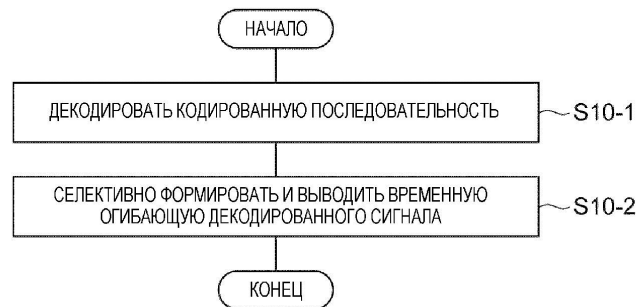 НАЧАЛО
ДЕКОДИРОВАТЬ КОДИРОВАННУЮ ПОСЛЕДОВАТЕЛЬНОСТЬ
S10-1
СЕЛЕКТИВНО ФОРМИРОВАТЬ И ВЫВОДИТЬ ВРЕМЕННУЮ
ОГИБАЮЩУЮ ДЕКОДИРОВАННОГО СИГНАЛА
S10-2
КОНЕЦ